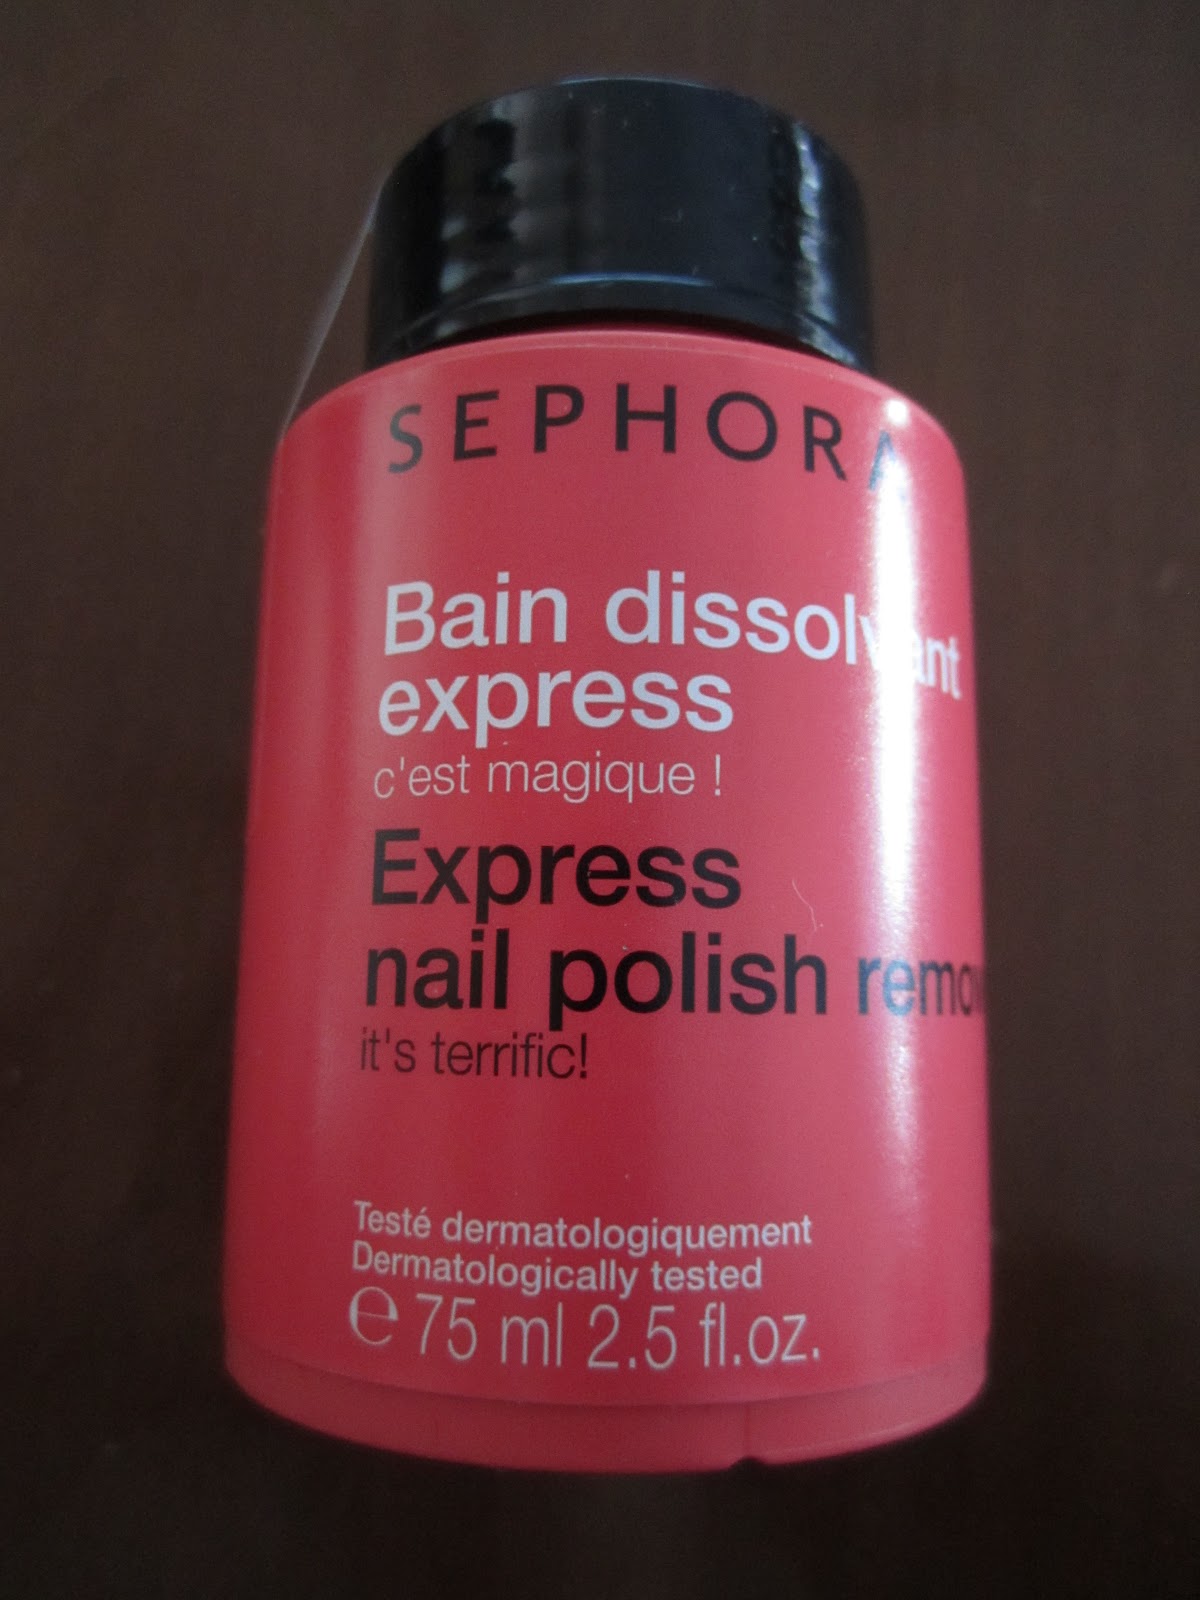 SEPHORA
Bain dissolvant
express
c'est magique !
Express
nail polish remov
it's terrific!
Testé dermatologiquement
Dermatologically tested
℮ 75 ml 2.5 fl.oz.